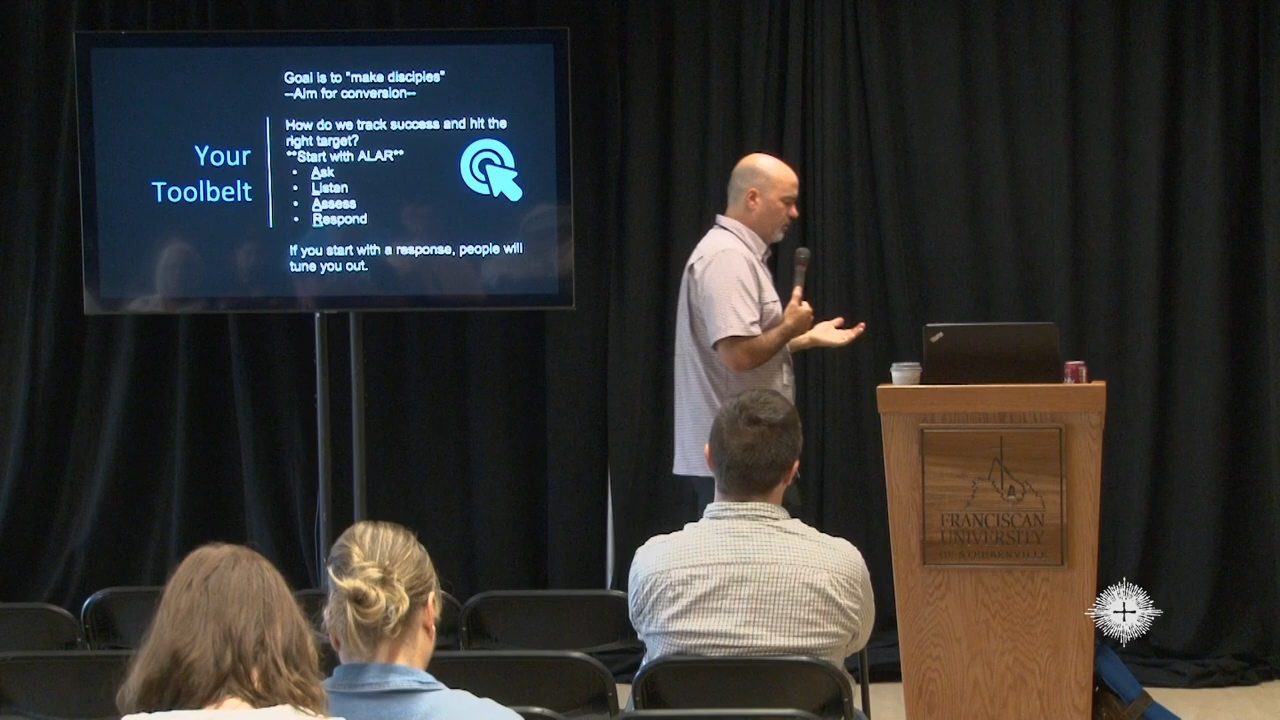 Goal is to "make disciples"
--Aim for conversion--
How do we track success and hit the
right target?
**Start with ALAR**
• Ask
• Listen
• Assess
• Respond
If you start with a response, people will
tune you out.
Your
Toolbelt
FRANCISCAN
UNIVERSITY
OF STEUBENVILLE